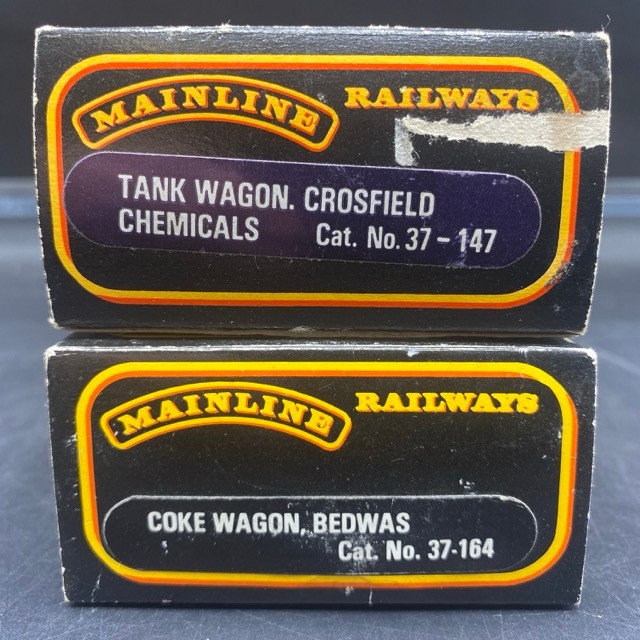 MAINLINE RAILWAYS
TANK WAGON. CROSFIELD
CHEMICALS Cat. No. 37-147
MAINLINE RAILWAYS
COKE WAGON. BEDWAS
Cat. No. 37-164